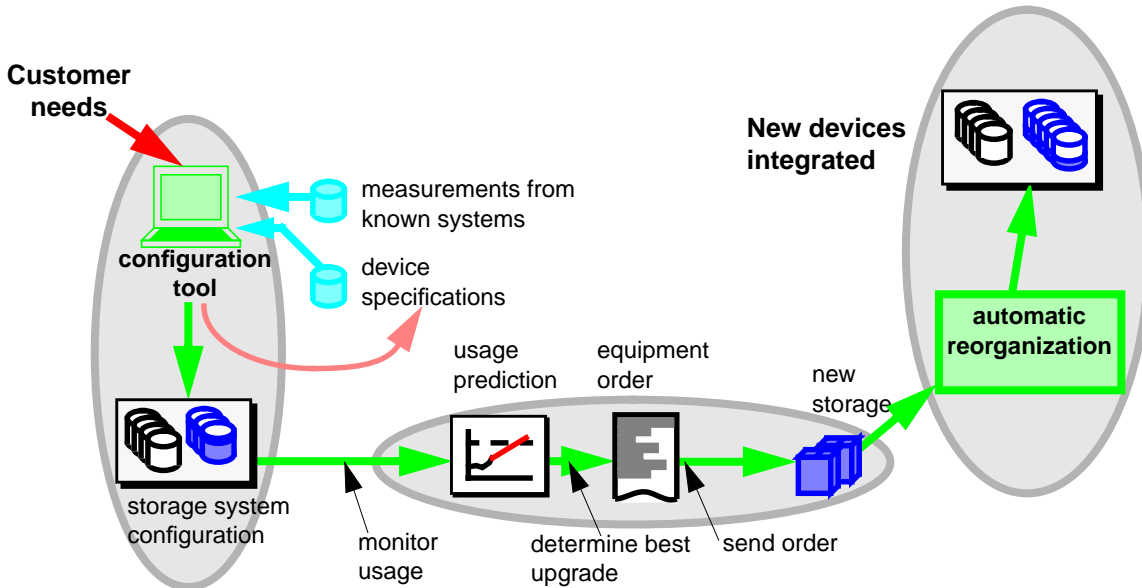 Customer
needs
measurements from
known systems
configuration
tool
device
specifications
storage system
configuration
monitor
usage
usage
prediction
determine best
upgrade
equipment
order
send order
new
storage
New devices
integrated
automatic
reorganization